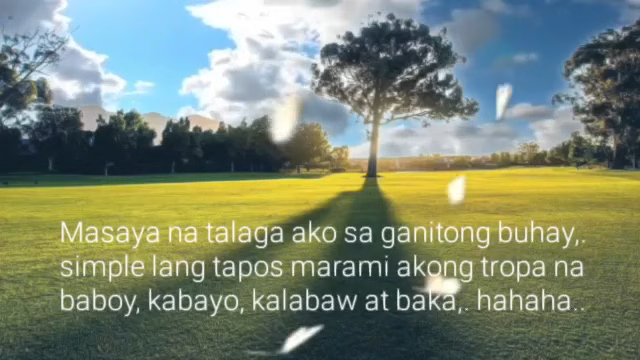 Masaya na talaga ako sa ganitong buhay,.
simple lang tapos marami akong tropa na
baboy, kabayo, kalabaw at baka,. hahaha..